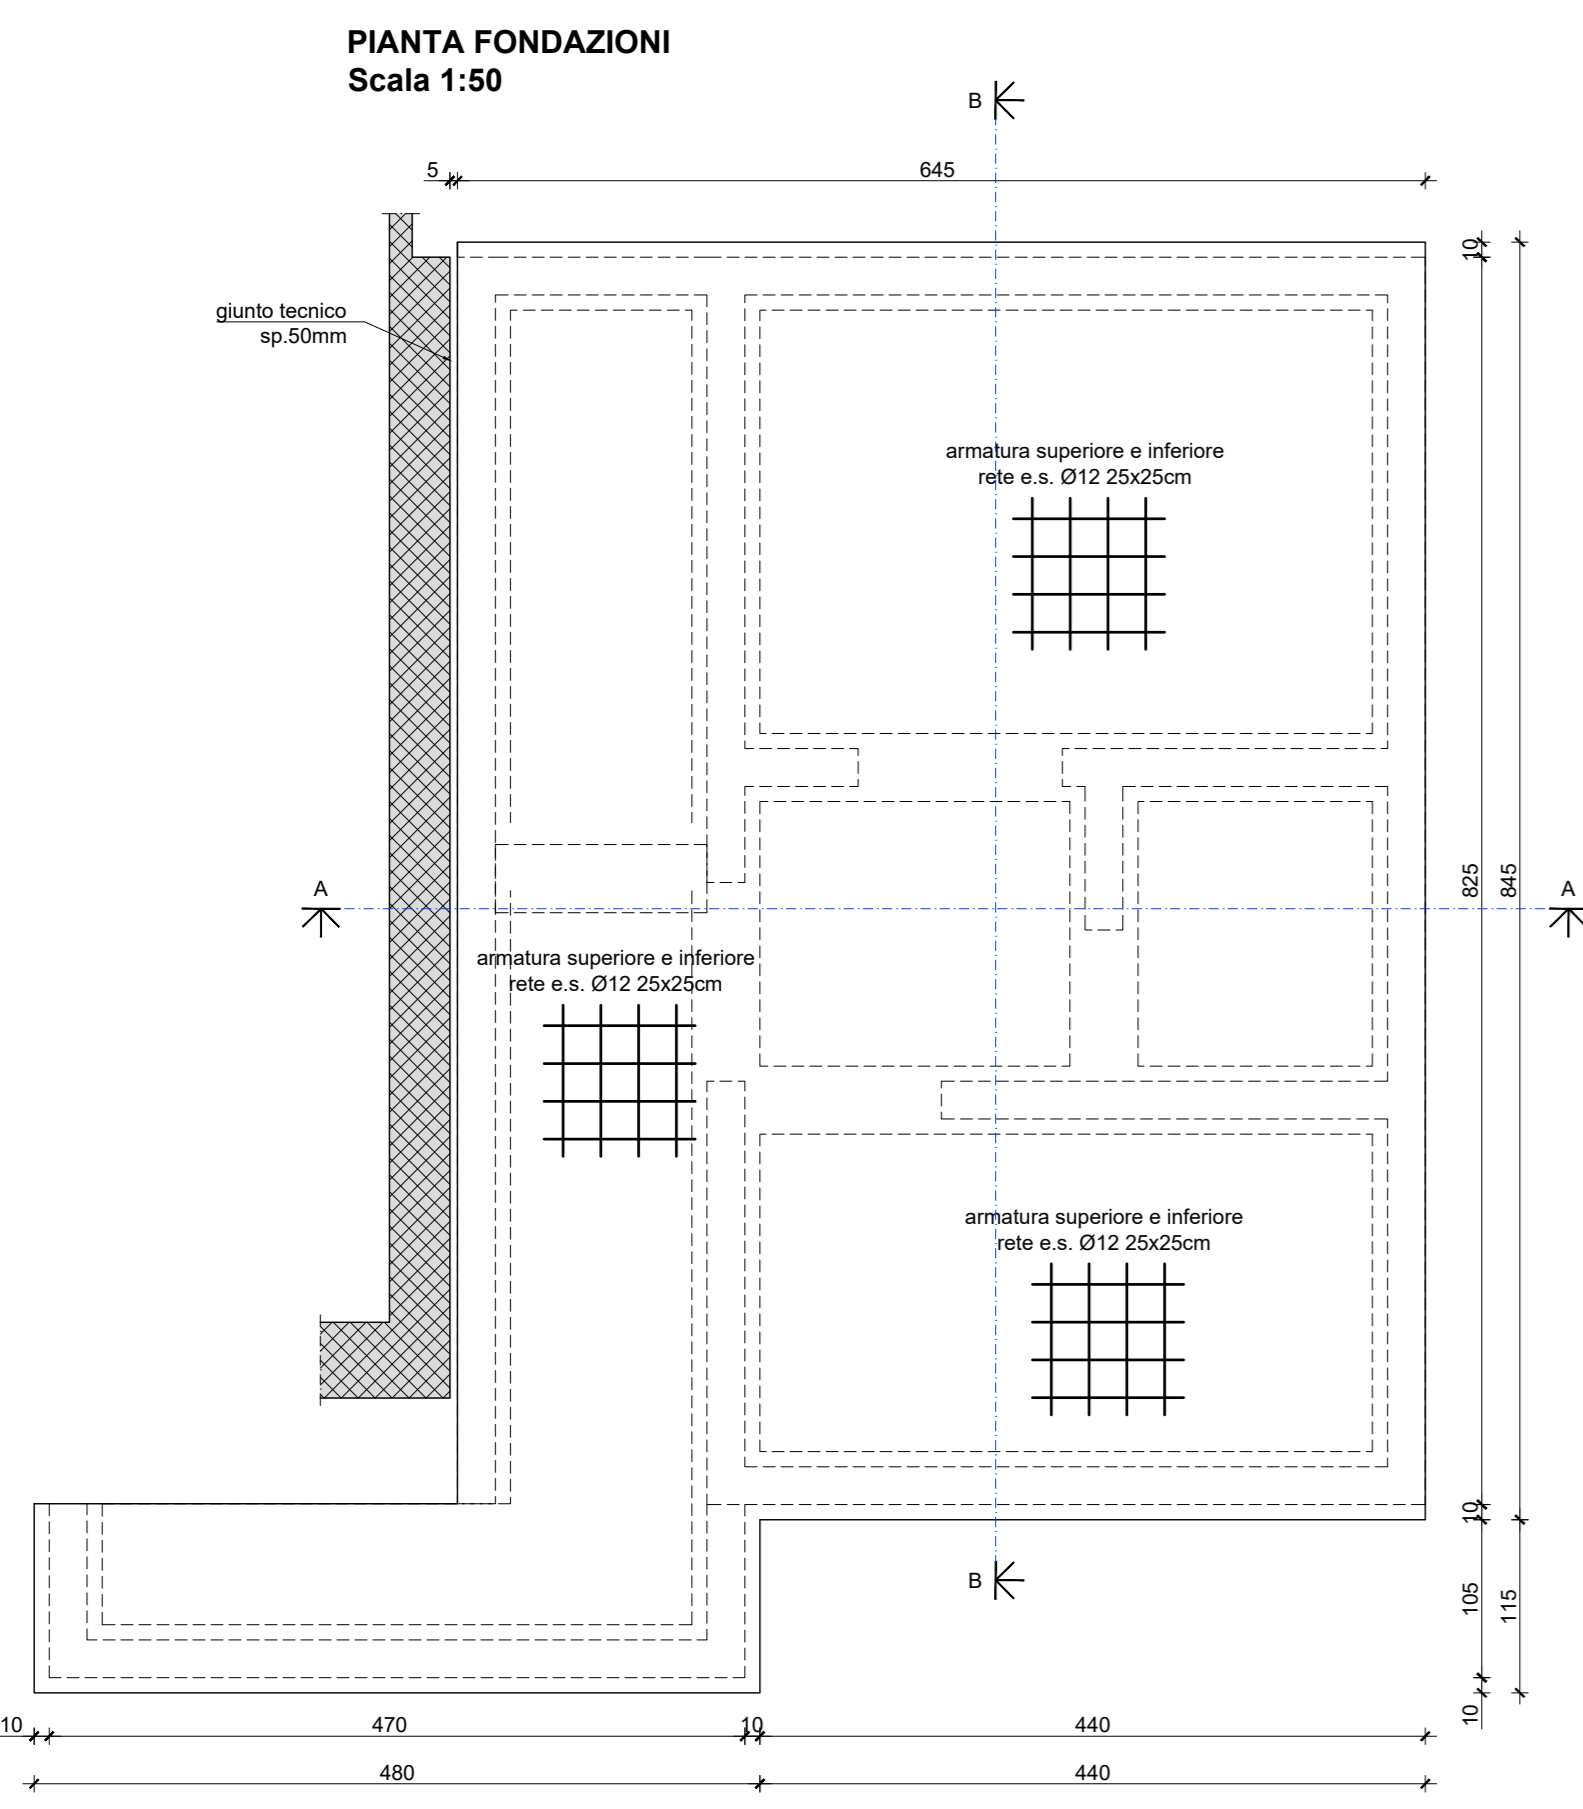 PIANTA FONDAZIONI
Scala 1:50
B
5
645
10
giunto tecnico
sp.50mm
armatura superiore e inferiore
rete e.s. Ø12 25x25cm
A
825
845
A
armatura superiore e inferiore
rete e.s. Ø12 25x25cm
armatura superiore e inferiore
rete e.s. Ø12 25x25cm
10
B
105
115
10
10
470
10
440
480
440